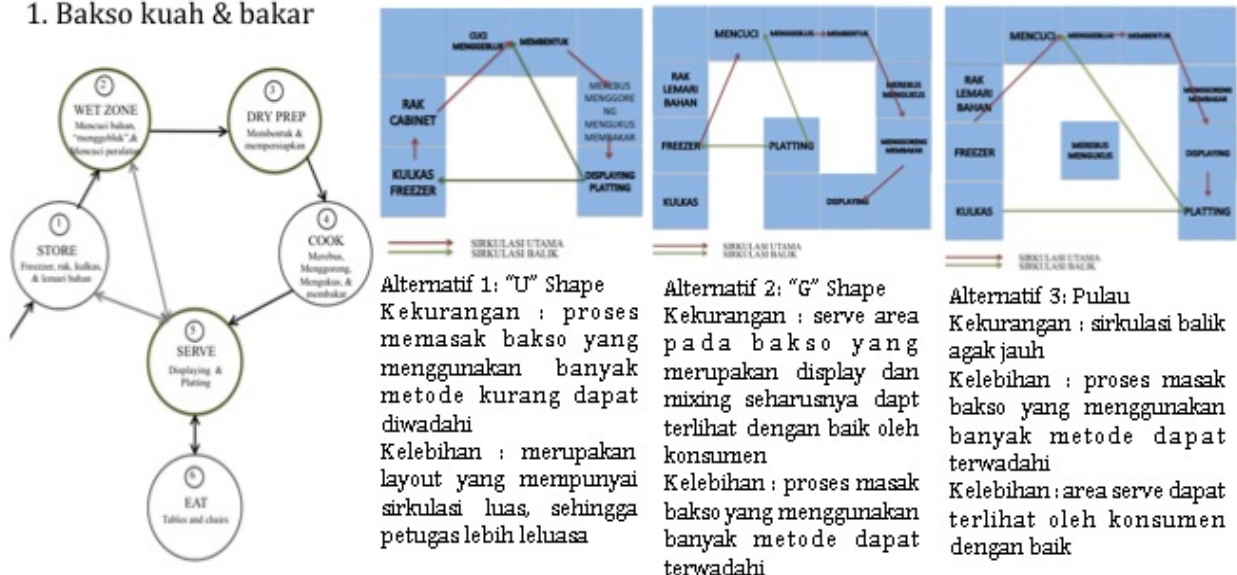 1. Bakso kuah & bakar
①
STORE
Freezzer, rak, kulkas,
& lemari bahan
②
WET ZONE
Mencuci bahan,
"menggebluk",&
Mencuci peralatan
③
DRY PREP
Membentuk &
mempersiapkan
④
COOK
Merebus,
Menggoreng,
Mengukus, &
membakar
⑤
SERVE
Displaying &
Platting
⑥
EAT
Tables and chairs
CUCI
MENGGEBLUK
MEMBENTUK
MEREBUS
MENGGORE
NG
MENGUKUS
MEMBAKAR
RAK
CABINET
KULKAS
FREEZER
DISPLAYING
PLATTING
SIRKULASI UTAMA
SIRKULASI BALIK
Alternatif 1: "U" Shape
Kekurangan : proses
memasak bakso yang
menggunakan banyak
metode kurang dapat
diwadahi
Kelebihan : merupakan
layout yang mempunyai
sirkulasi luas, sehingga
petugas lebih leluasa
MENCUCI
MENGGEBLUK
MEMBENTUK
RAK
LEMARI
BAHAN
MEREBUS
MENGUKUS
FREEZER
PLATTING
MENGGORENG
MEMBAKAR
KULKAS
DISPLAYING
SIRKULASI UTAMA
SIRKULASI BALIK
Alternatif 2: "G" Shape
Kekurangan : serve area
pada bakso yang
merupakan display dan
mixing seharusnya dapt
terlihat dengan baik oleh
konsumen
Kelebihan : proses masak
bakso yang menggunakan
banyak metode dapat
terwadahi
MENCUCI
MENGGEBLUK
MEMBENTUK
RAK
LEMARI
BAHAN
MENGGORENG
MEMBAKAR
FREEZER
MEREBUS
MENGUKUS
DISPLAYING
KULKAS
PLATTING
SIRKULASI UTAMA
SIRKULASI BALIK
Alternatif 3: Pulau
Kekurangan : sirkulasi balik
agak jauh
Kelebihan : proses masak
bakso yang menggunakan
banyak metode dapat
terwadahi
Kelebihan : area serve dapat
terlihat oleh konsumen
dengan baik